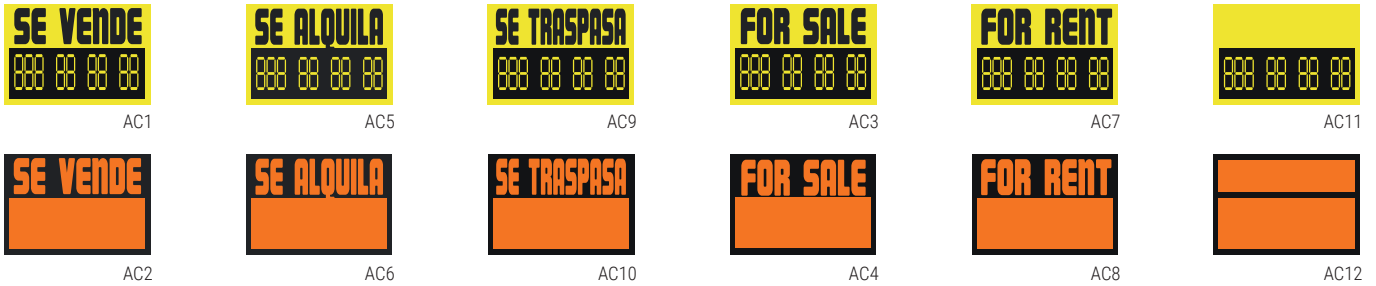 SE VENDE
888 88 88 88
AC1
SE ALQUILA
888 88 88 88
AC5
SE TRASPASA
888 88 88 88
AC9
FOR SALE
888 88 88 88
AC3
FOR RENT
888 88 88 88
AC7
888 88 88 88
AC11
SE VENDE
AC2
SE ALQUILA
AC6
SE TRASPASA
AC10
FOR SALE
AC4
FOR RENT
AC8
AC12